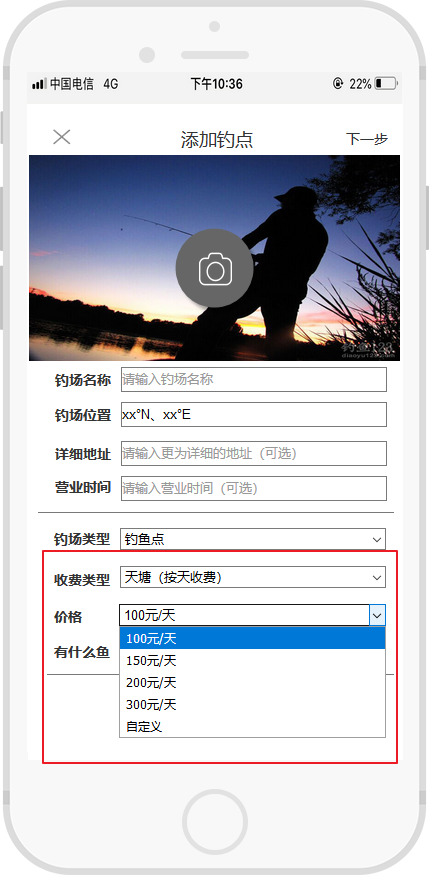 中国电信 4G 下午10:36 22%
添加钓点 下一步
钓场名称 请输入钓场名称
钓场位置 xx°N、xx°E
详细地址 请输入更为详细的地址（可选）
营业时间 请输入营业时间（可选）
钓场类型 钓鱼点
收费类型 天塘（按天收费）
价格 100元/天
有什么鱼
100元/天
150元/天
200元/天
300元/天
自定义